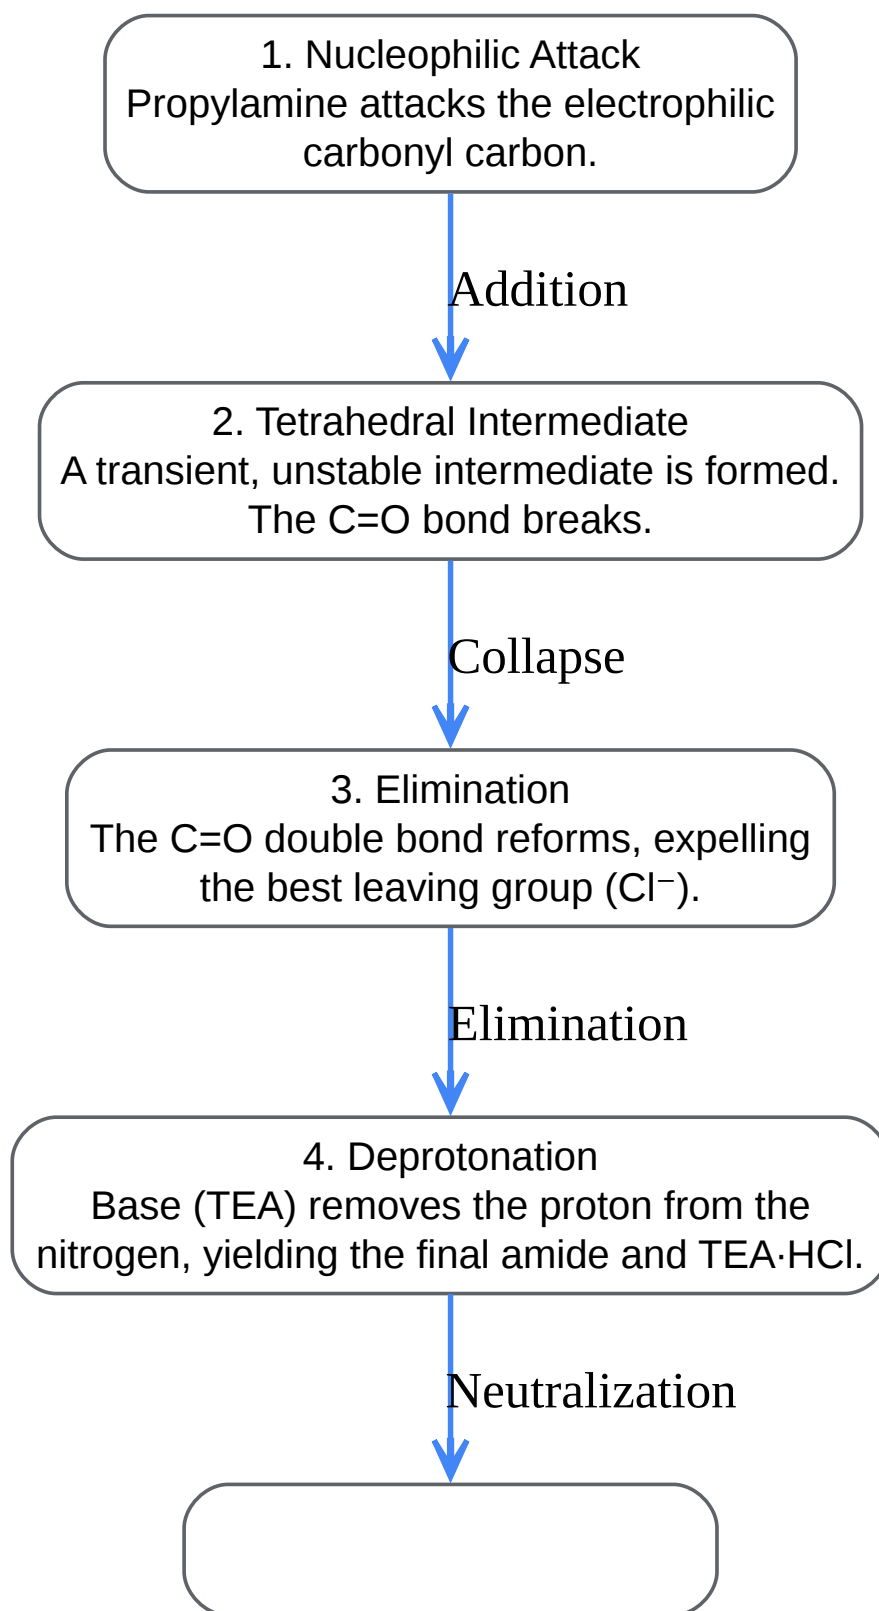 1. Nucleophilic Attack
Propylamine attacks the electrophilic
carbonyl carbon.
Addition
2. Tetrahedral Intermediate
A transient, unstable intermediate is formed.
The C=O bond breaks.
Collapse
3. Elimination
The C=O double bond reforms, expelling
the best leaving group (Cl⁻).
Elimination
4. Deprotonation
Base (TEA) removes the proton from the
nitrogen, yielding the final amide and TEA·HCl.
Neutralization